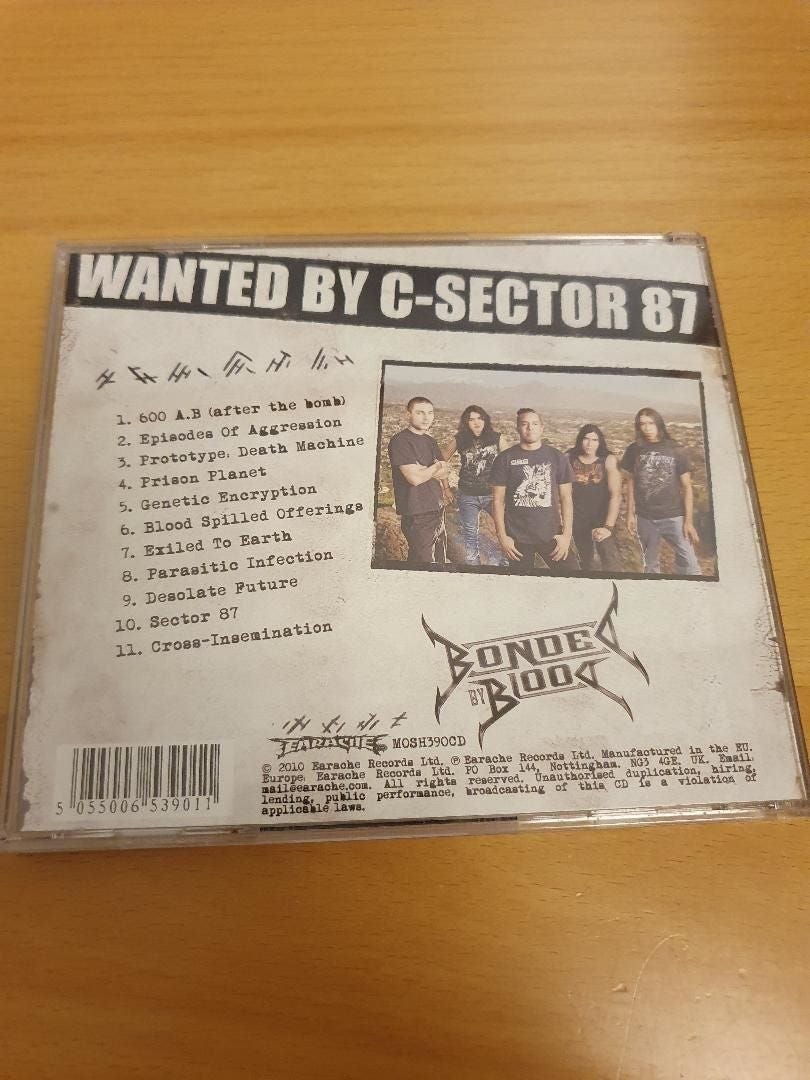 WANTED BY C-SECTOR 87
1. 600 A.B (after the bomb)
2. Episodes Of Aggression
3. Prototype: Death Machine
4. Prison Planet
5. Genetic Encryption
6. Blood Spilled Offerings
7. Exiled To Earth
8. Parasitic Infection
9. Desolate Future
10. Sector 87
11. Cross-Insemination
BONDED
BY BLOOD
EARACHE MOSH390CD
© 2010 Earache Records Ltd. ℗ Earache Records Ltd. Manufactured in the EU.
Europe, Earache Records Ltd. PO Box 144, Nottingham. NG3 4GE. UK. Email
mail@earache.com. All rights reserved. Unauthorised duplication, hiring,
lending, public performance, broadcasting of this CD is a violation of
applicable laws.
5 055006 539011